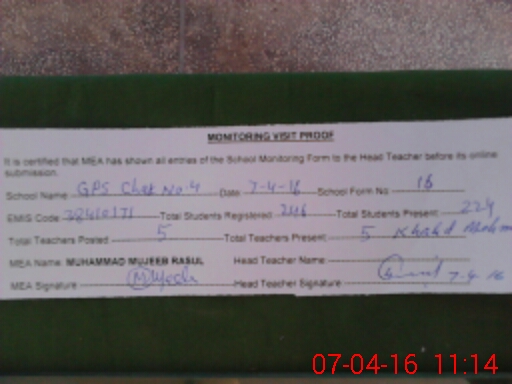 MONITORING VISIT PROOF
It is certified that MEA has shown all entries of the School Monitoring Form to the Head Teacher before its online
submission.
School Name GPS Chak No. 4 Date 7-4-16 School Form No 16
EMIS Code Total Students Registered 246 Total Students Present 224
Total Teachers Posted 5 Total Teachers Present 5 Khalid
MEA Name MUHAMMAD MUJEEB RASUL Head Teacher Name
MEA Signature Mujeeb Head Teacher Signature 7-4-16
07-04-16 11:14